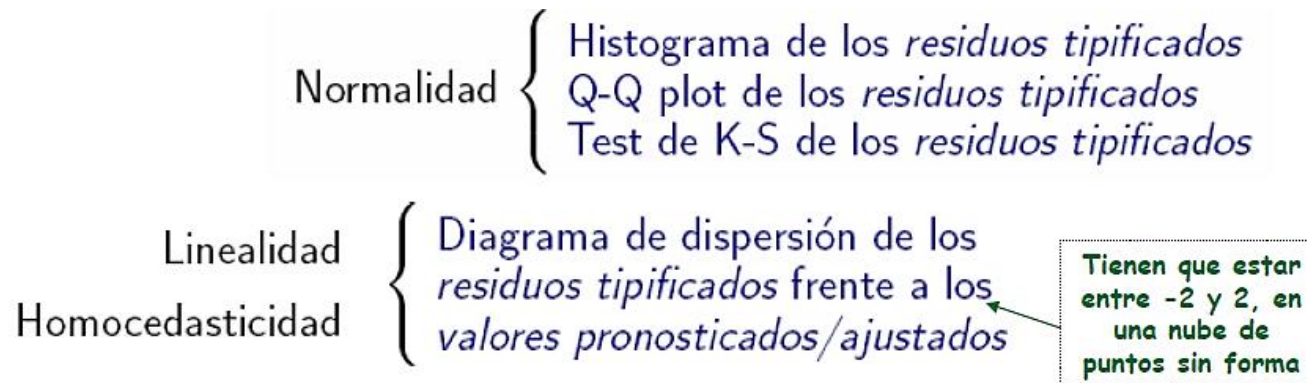 Normalidad
Histograma de los residuos tipificados
Q-Q plot de los residuos tipificados
Test de K-S de los residuos tipificados
Linealidad
Homocedasticidad
Diagrama de dispersión de los
residuos tipificados frente a los
valores pronosticados/ajustados
Tienen que estar
entre -2 y 2, en
una nube de
puntos sin forma